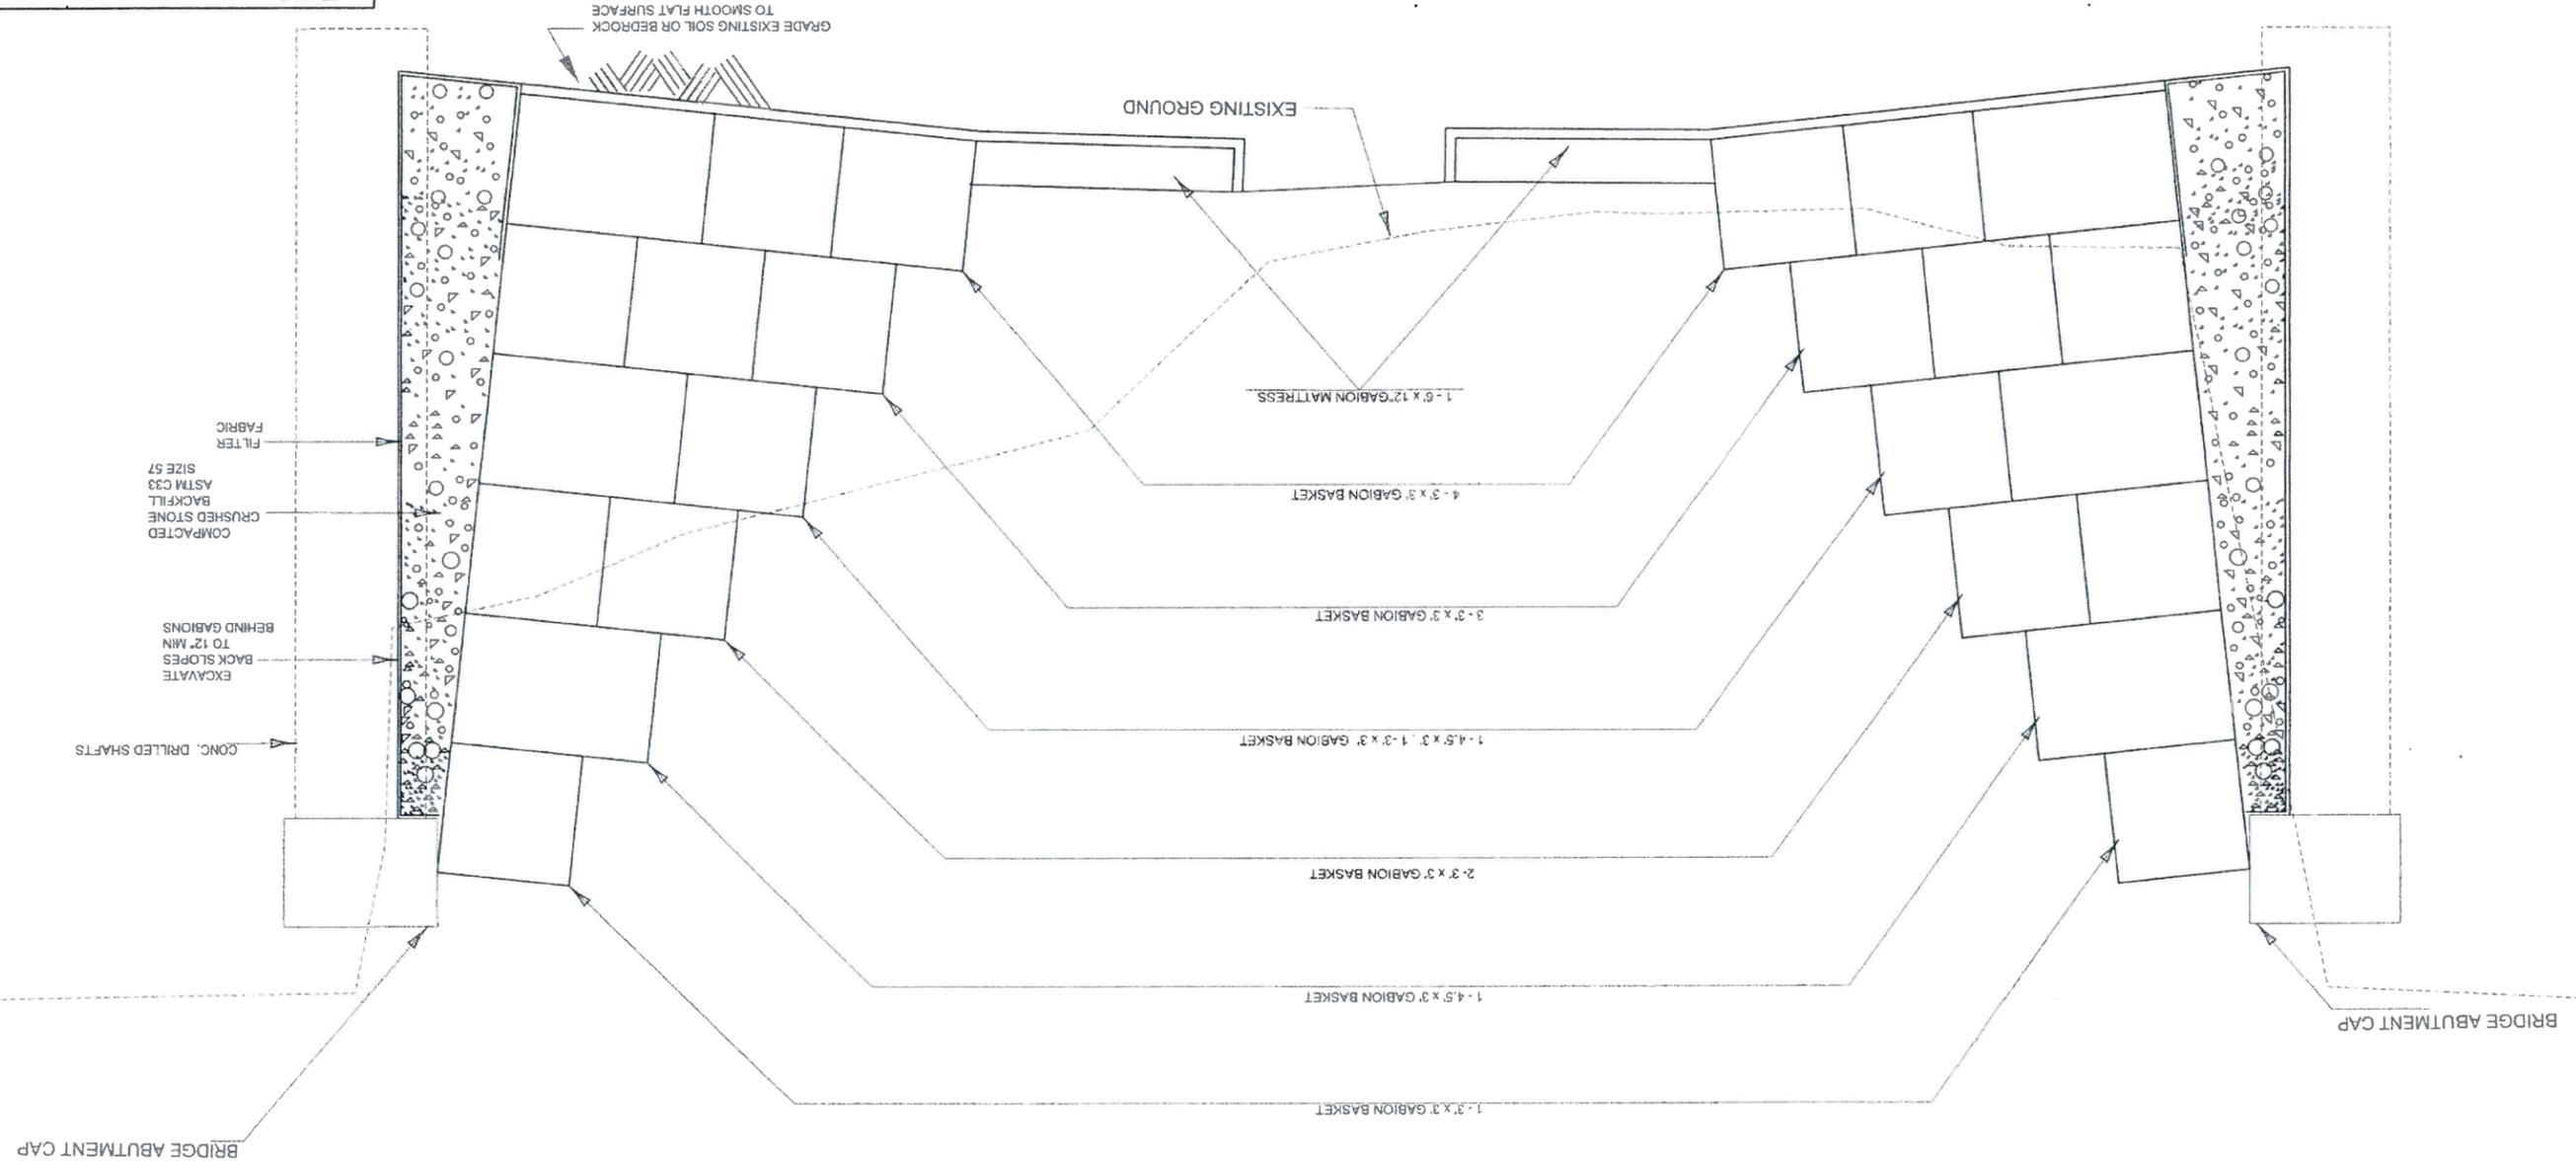 BRIDGE ABUTMENT CAP
1 - 3' x 3' GABION BASKET
BRIDGE ABUTMENT CAP
1 - 4.5' x 3' GABION BASKET
2- 3' x 3' GABION BASKET
1 - 4.5' x 3' , 1 -3' x 3' GABION BASKET
3 - 3' x 3' GABION BASKET
4 - 3' x 3' GABION BASKET
1 - 6' x 12" GABION MATTRESS
EXISTING GROUND
CONC. DRILLED SHAFTS
EXCAVATE
BACK SLOPES
TO 12" MIN
BEHIND GABIONS
COMPACTED
CRUSHED STONE
BACKFILL
ASTM C33
SIZE 57
FILTER
FABRIC
GRADE EXISTING SOIL OR BEDROCK
TO SMOOTH FLAT SURFACE